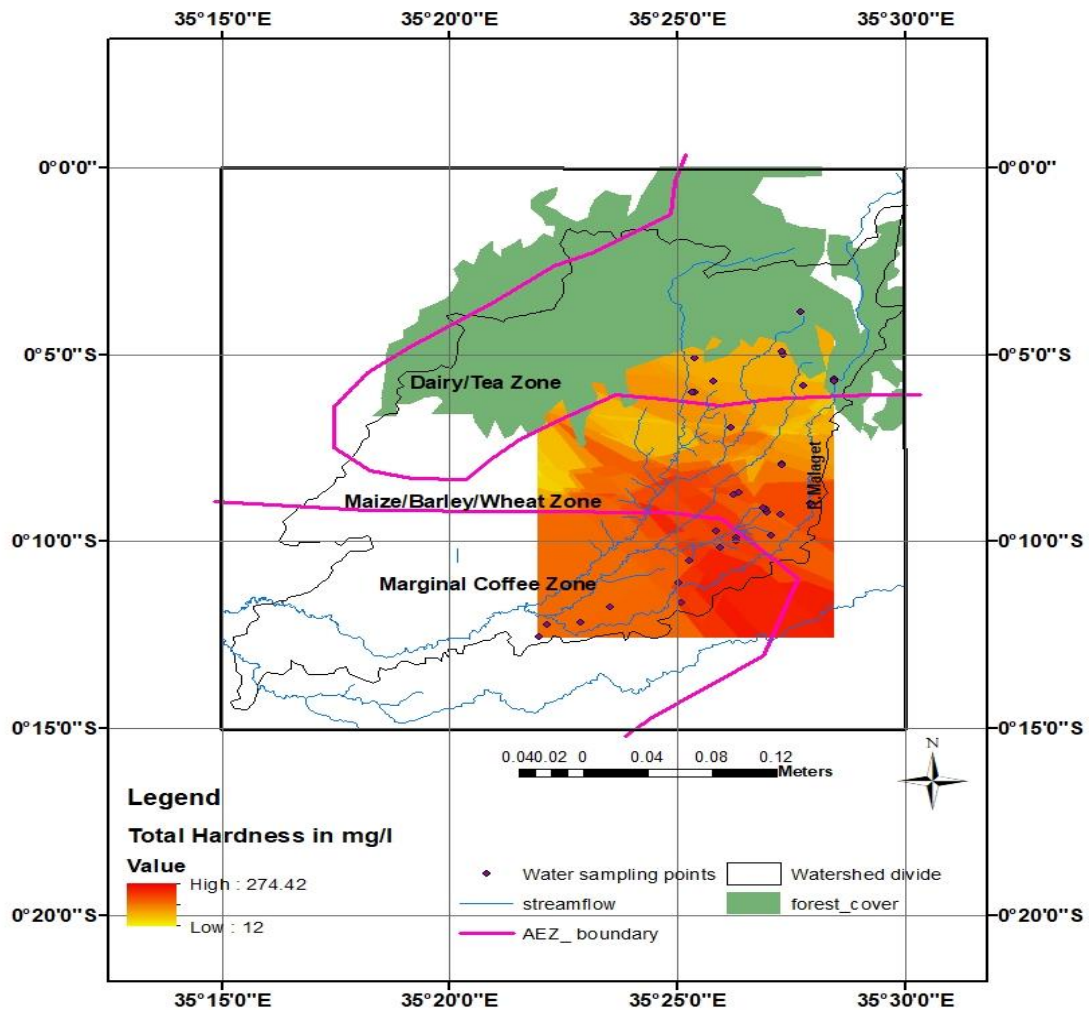 35°15'0"E 35°20'0"E 35°25'0"E 35°30'0"E
0°0'0" 0°0'0"
0°5'0"S 0°5'0"S
Dairy/Tea Zone
R Malaget
Maize/Barley/Wheat Zone
0°10'0"S 0°10'0"S
Marginal Coffee Zone
0°15'0"S 0°15'0"S
N
0.040.02 0 0.04 0.08 0.12
Meters
Legend
Total Hardness in mg/l
Value
High : 274.42
Low : 12
Water sampling points
Watershed divide
streamflow
forest_cover
AEZ_ boundary
0°20'0"S 0°20'0"S
35°15'0"E 35°20'0"E 35°25'0"E 35°30'0"E